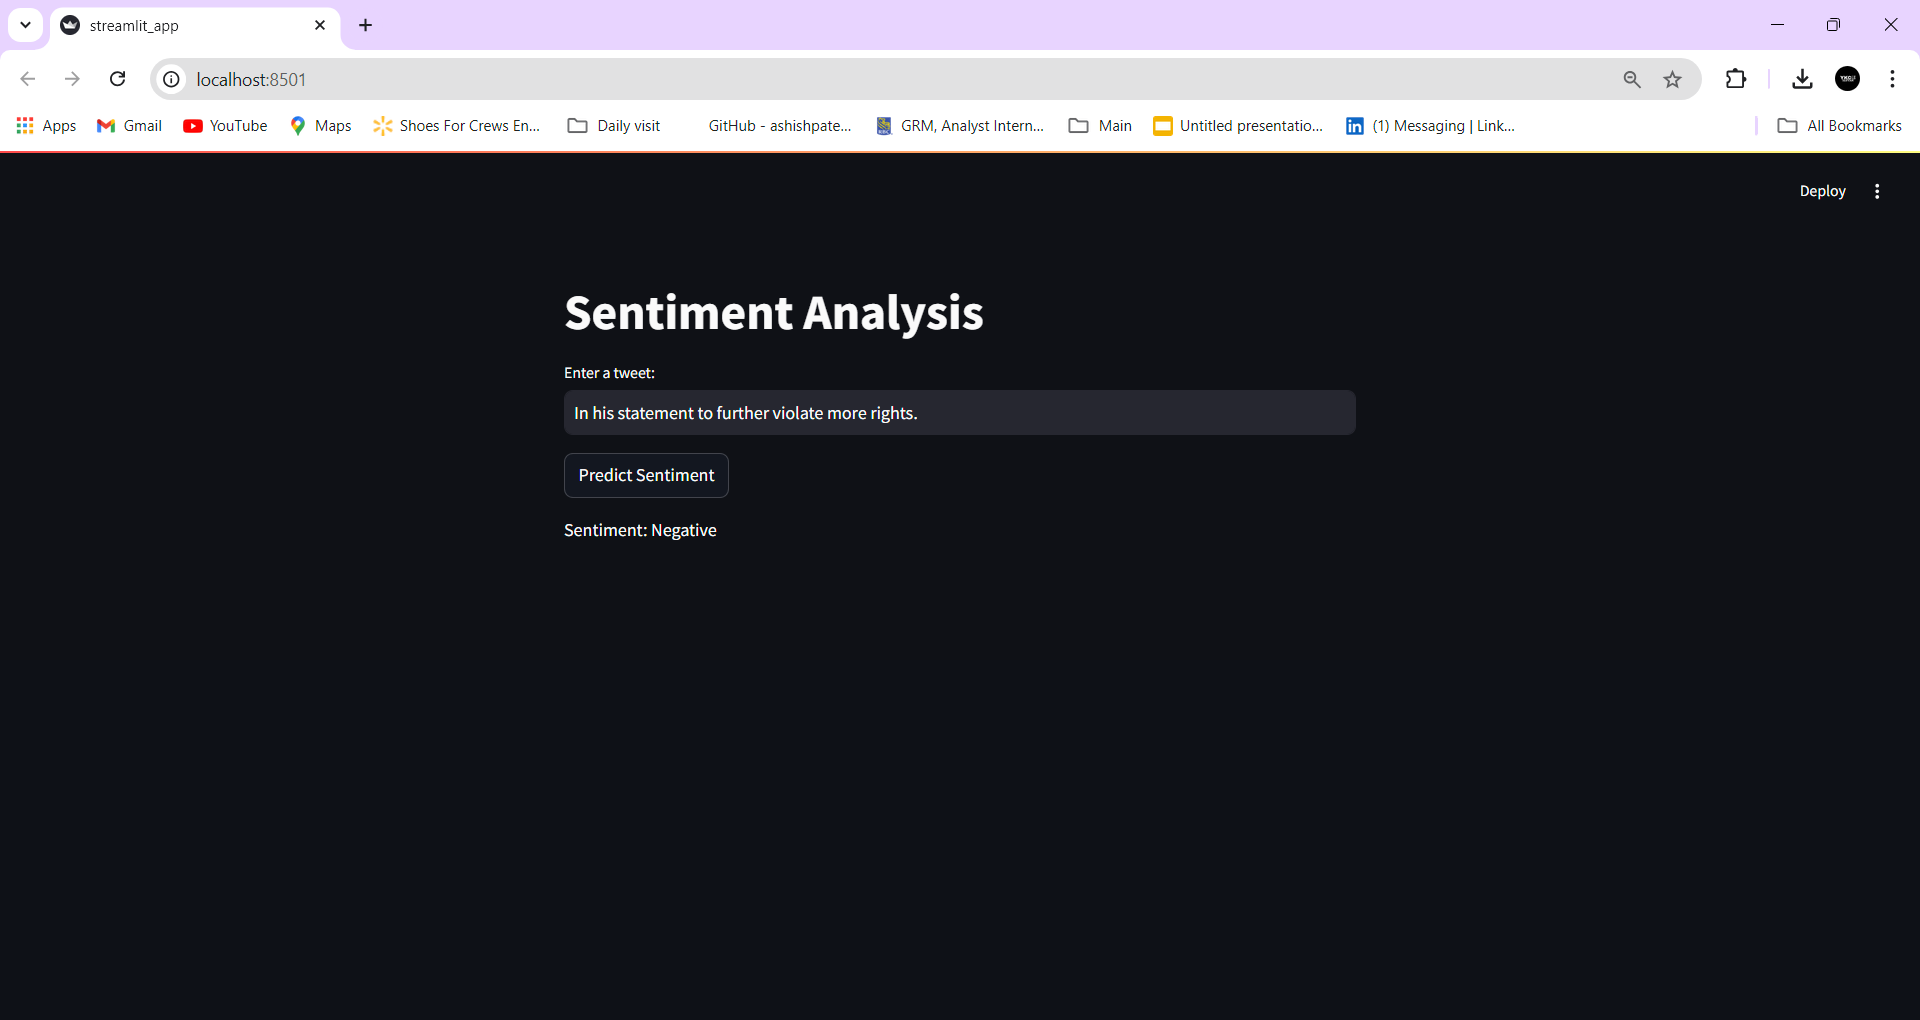 streamlit_app
localhost:8501
Apps Gmail YouTube Maps Shoes For Crews En... Daily visit GitHub - ashishpate... GRM, Analyst Intern... Main Untitled presentatio... (1) Messaging | Link... All Bookmarks
Deploy
Sentiment Analysis
Enter a tweet:
In his statement to further violate more rights.
Predict Sentiment
Sentiment: Negative